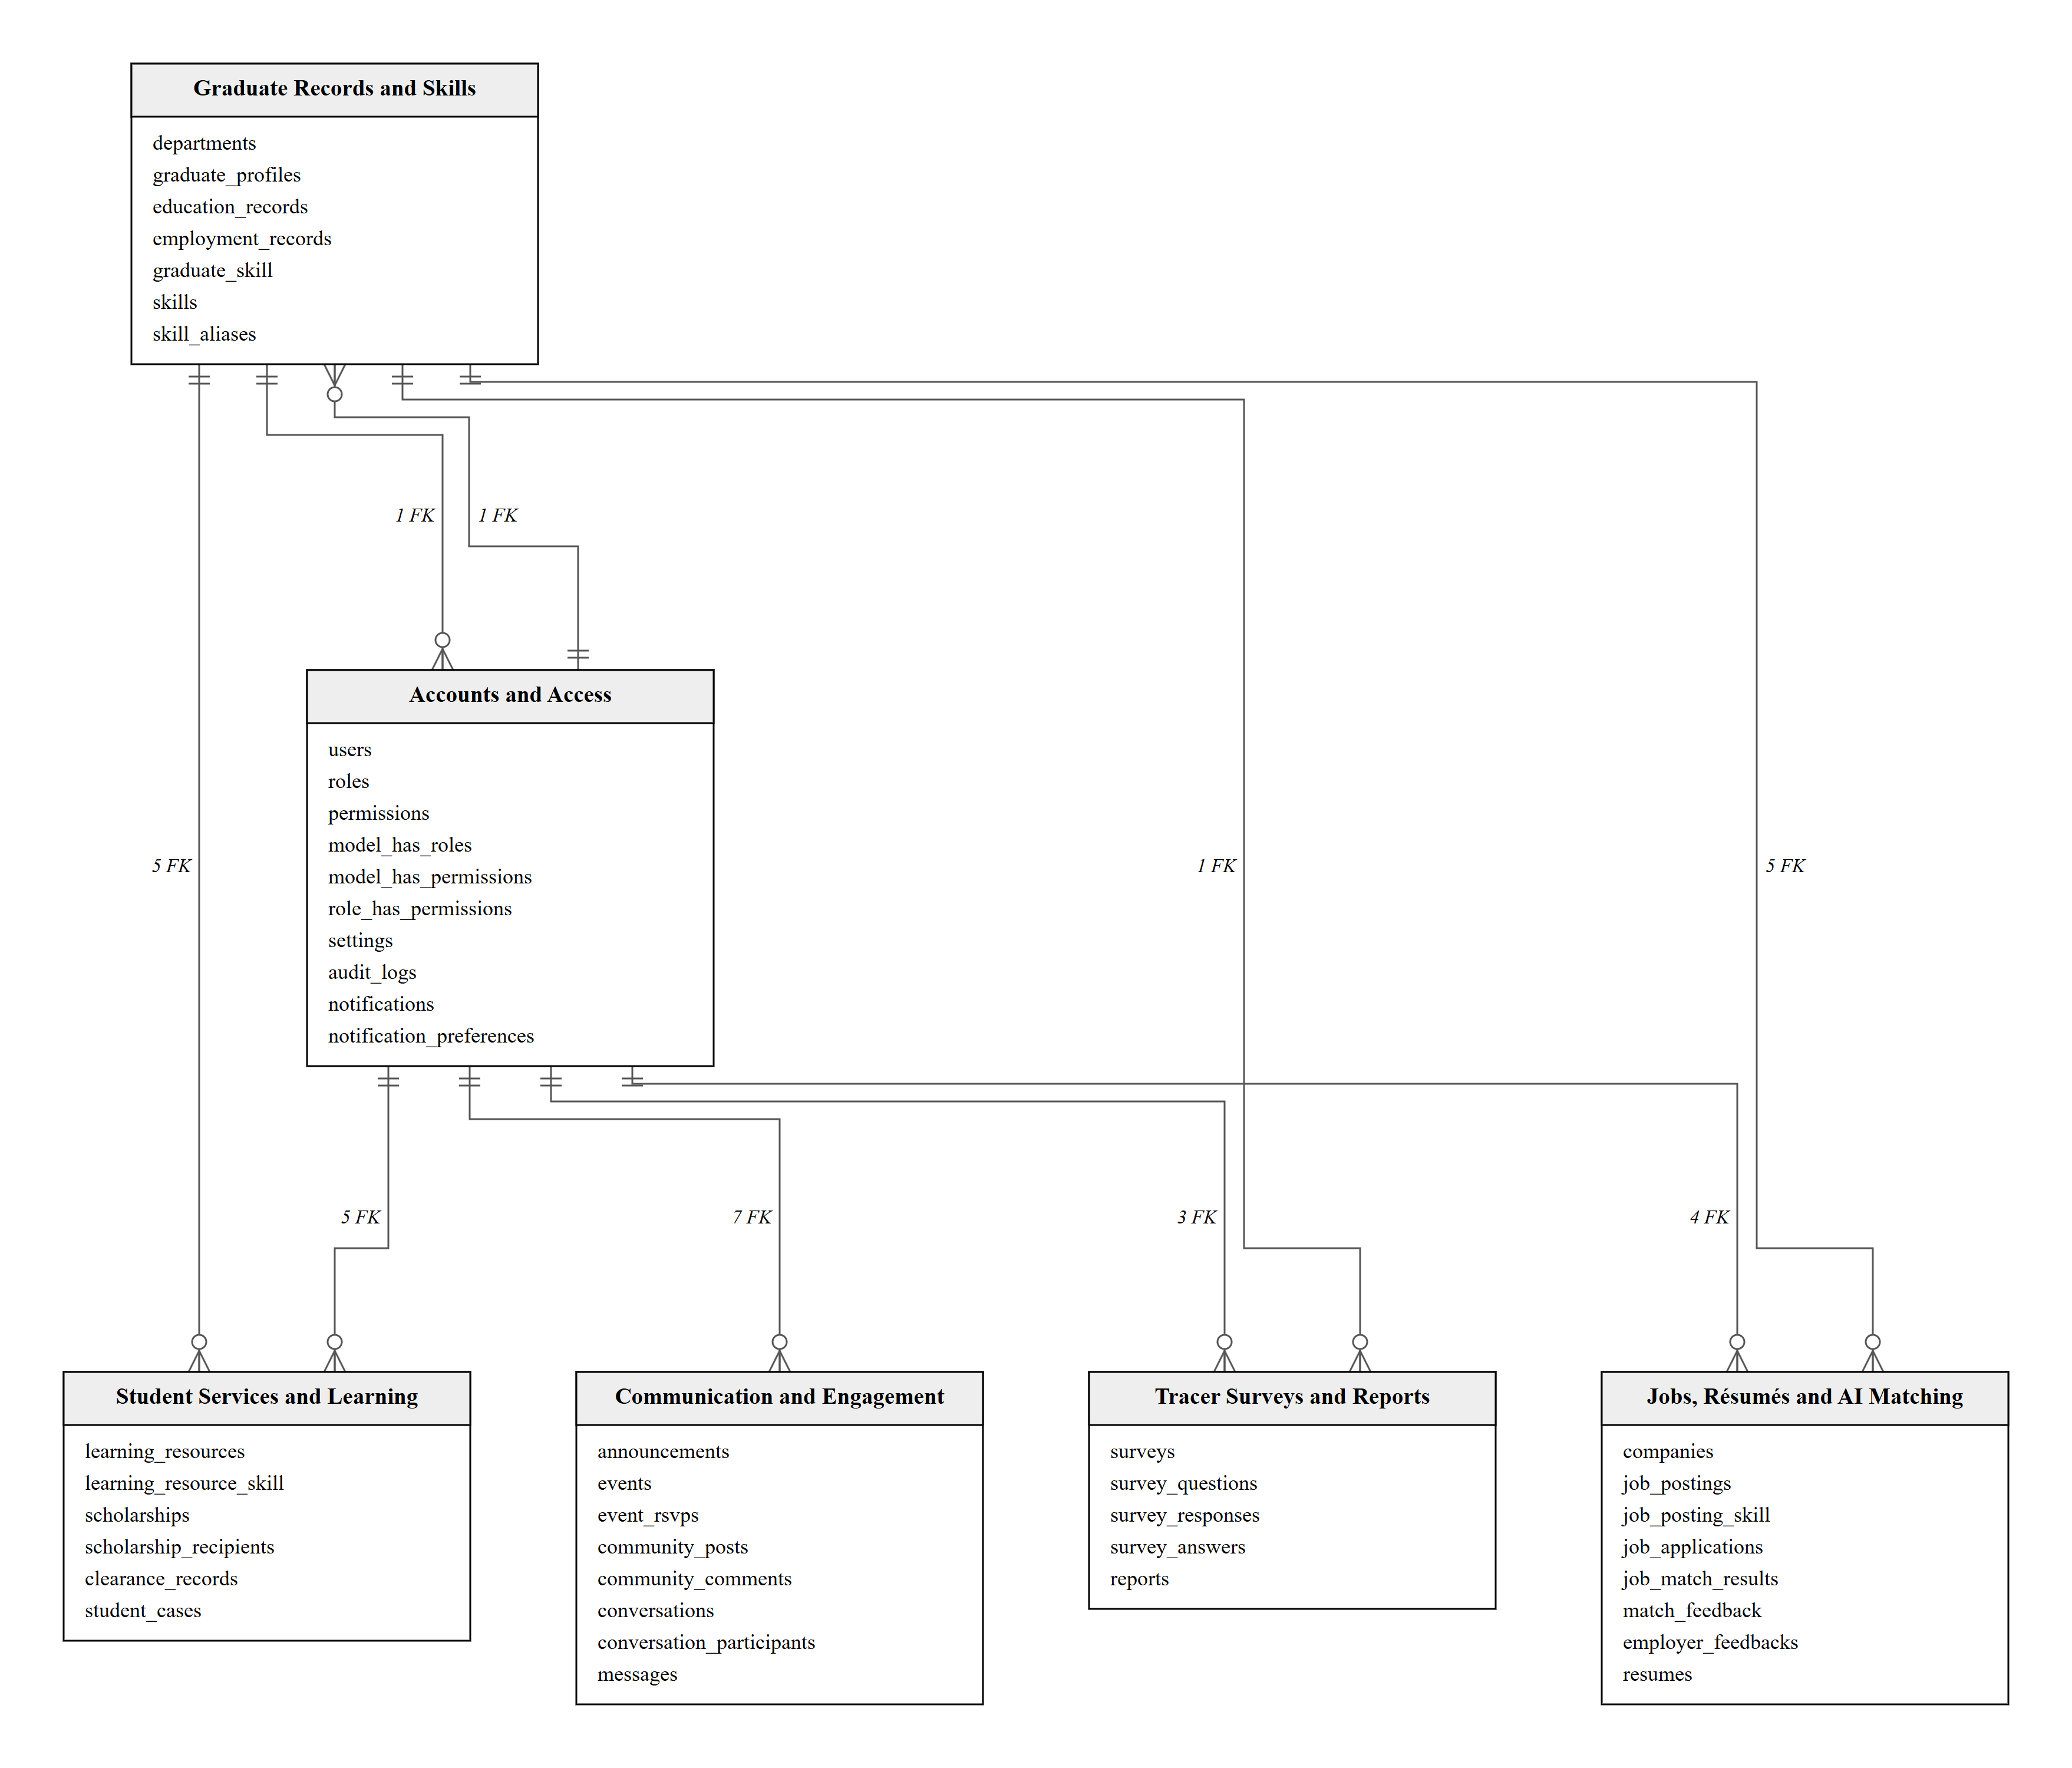 Graduate Records and Skills
departments
graduate_profiles
education_records
employment_records
graduate_skill
skills
skill_aliases
1 FK
1 FK
Accounts and Access
users
roles
permissions
model_has_roles
model_has_permissions
role_has_permissions
settings
audit_logs
notifications
notification_preferences
5 FK
1 FK
5 FK
5 FK
7 FK
3 FK
4 FK
Student Services and Learning
learning_resources
learning_resource_skill
scholarships
scholarship_recipients
clearance_records
student_cases
Communication and Engagement
announcements
events
event_rsvps
community_posts
community_comments
conversations
conversation_participants
messages
Tracer Surveys and Reports
surveys
survey_questions
survey_responses
survey_answers
reports
Jobs, Résumés and AI Matching
companies
job_postings
job_posting_skill
job_applications
job_match_results
match_feedback
employer_feedbacks
resumes